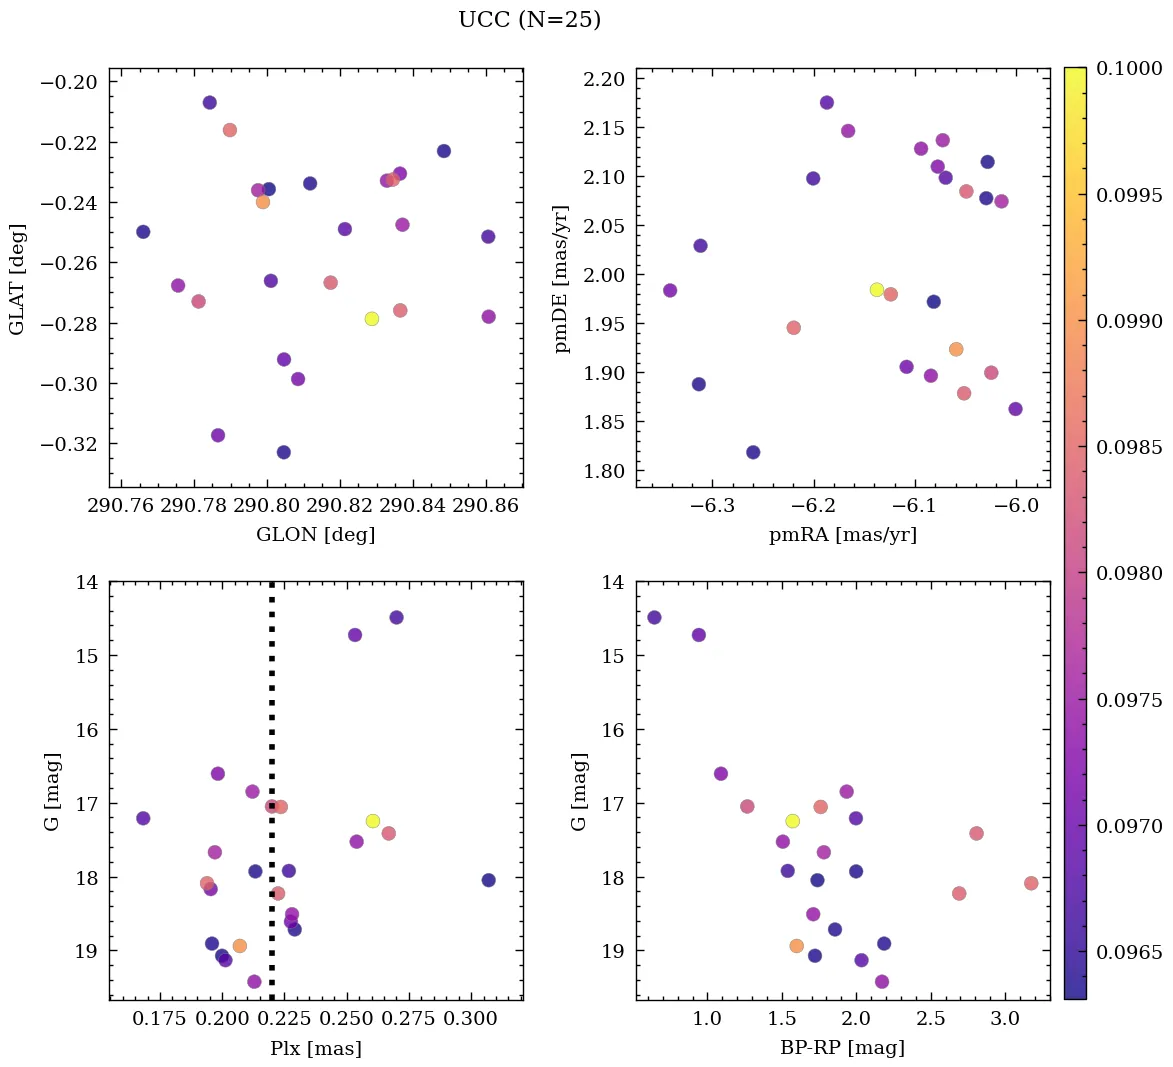 UCC (N=25)
−0.20
−0.22
−0.24
−0.26
−0.28
−0.30
−0.32
GLAT [deg]
290.76 290.78 290.80 290.82 290.84 290.86
GLON [deg]
2.20
2.15
2.10
2.05
2.00
1.95
1.90
1.85
1.80
pmDE [mas/yr]
−6.3 −6.2 −6.1 −6.0
pmRA [mas/yr]
14
15
16
17
18
19
G [mag]
0.175 0.200 0.225 0.250 0.275 0.300
Plx [mas]
14
15
16
17
18
19
G [mag]
1.0 1.5 2.0 2.5 3.0
BP-RP [mag]
0.1000
0.0995
0.0990
0.0985
0.0980
0.0975
0.0970
0.0965